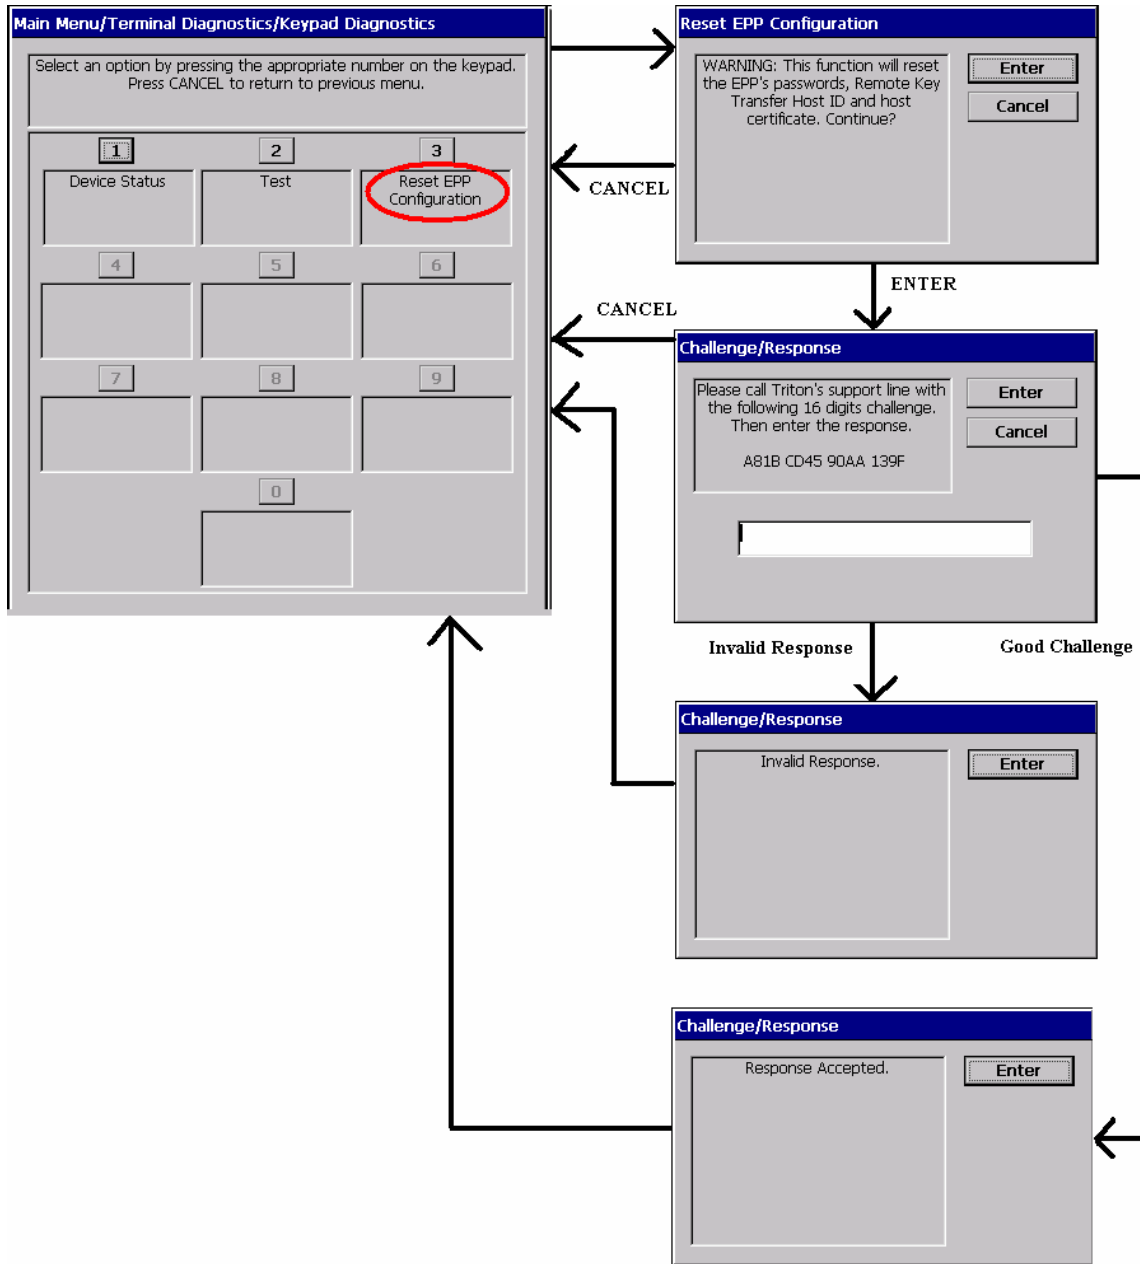 Main Menu/Terminal Diagnostics/Keypad Diagnostics
Select an option by pressing the appropriate number on the keypad.
Press CANCEL to return to previous menu.
1
2
3
Device Status
Test
Reset EPP
Configuration
4
5
6
7
8
9
0
Reset EPP Configuration
WARNING: This function will reset
the EPP's passwords, Remote Key
Transfer Host ID and host
certificate. Continue?
Enter
Cancel
CANCEL
ENTER
CANCEL
Challenge/Response
Please call Triton's support line with
the following 16 digits challenge.
Then enter the response.
A81B CD45 90AA 139F
Enter
Cancel
Invalid Response
Good Challenge
Challenge/Response
Invalid Response.
Enter
Challenge/Response
Response Accepted.
Enter